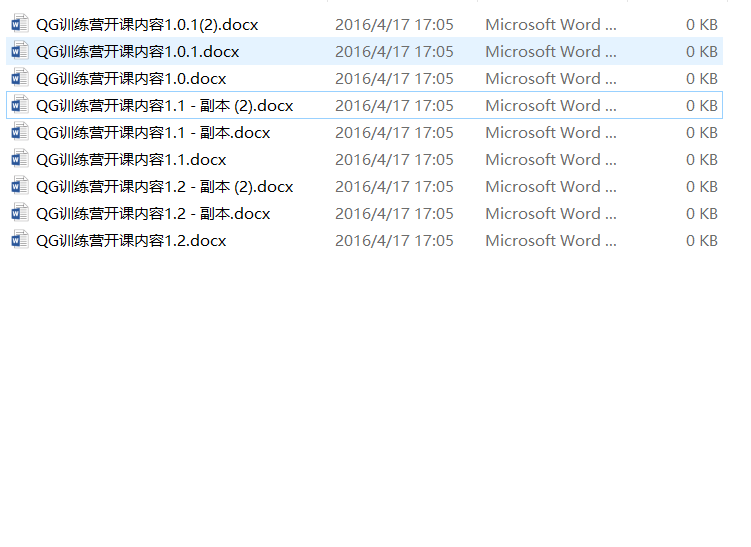 QG训练营开课内容1.0.1(2).docx 2016/4/17 17:05 Microsoft Word ... 0 KB
QG训练营开课内容1.0.1.docx 2016/4/17 17:05 Microsoft Word ... 0 KB
QG训练营开课内容1.0.docx 2016/4/17 17:05 Microsoft Word ... 0 KB
QG训练营开课内容1.1 - 副本 (2).docx 2016/4/17 17:05 Microsoft Word ... 0 KB
QG训练营开课内容1.1 - 副本.docx 2016/4/17 17:05 Microsoft Word ... 0 KB
QG训练营开课内容1.1.docx 2016/4/17 17:05 Microsoft Word ... 0 KB
QG训练营开课内容1.2 - 副本 (2).docx 2016/4/17 17:05 Microsoft Word ... 0 KB
QG训练营开课内容1.2 - 副本.docx 2016/4/17 17:05 Microsoft Word ... 0 KB
QG训练营开课内容1.2.docx 2016/4/17 17:05 Microsoft Word ... 0 KB